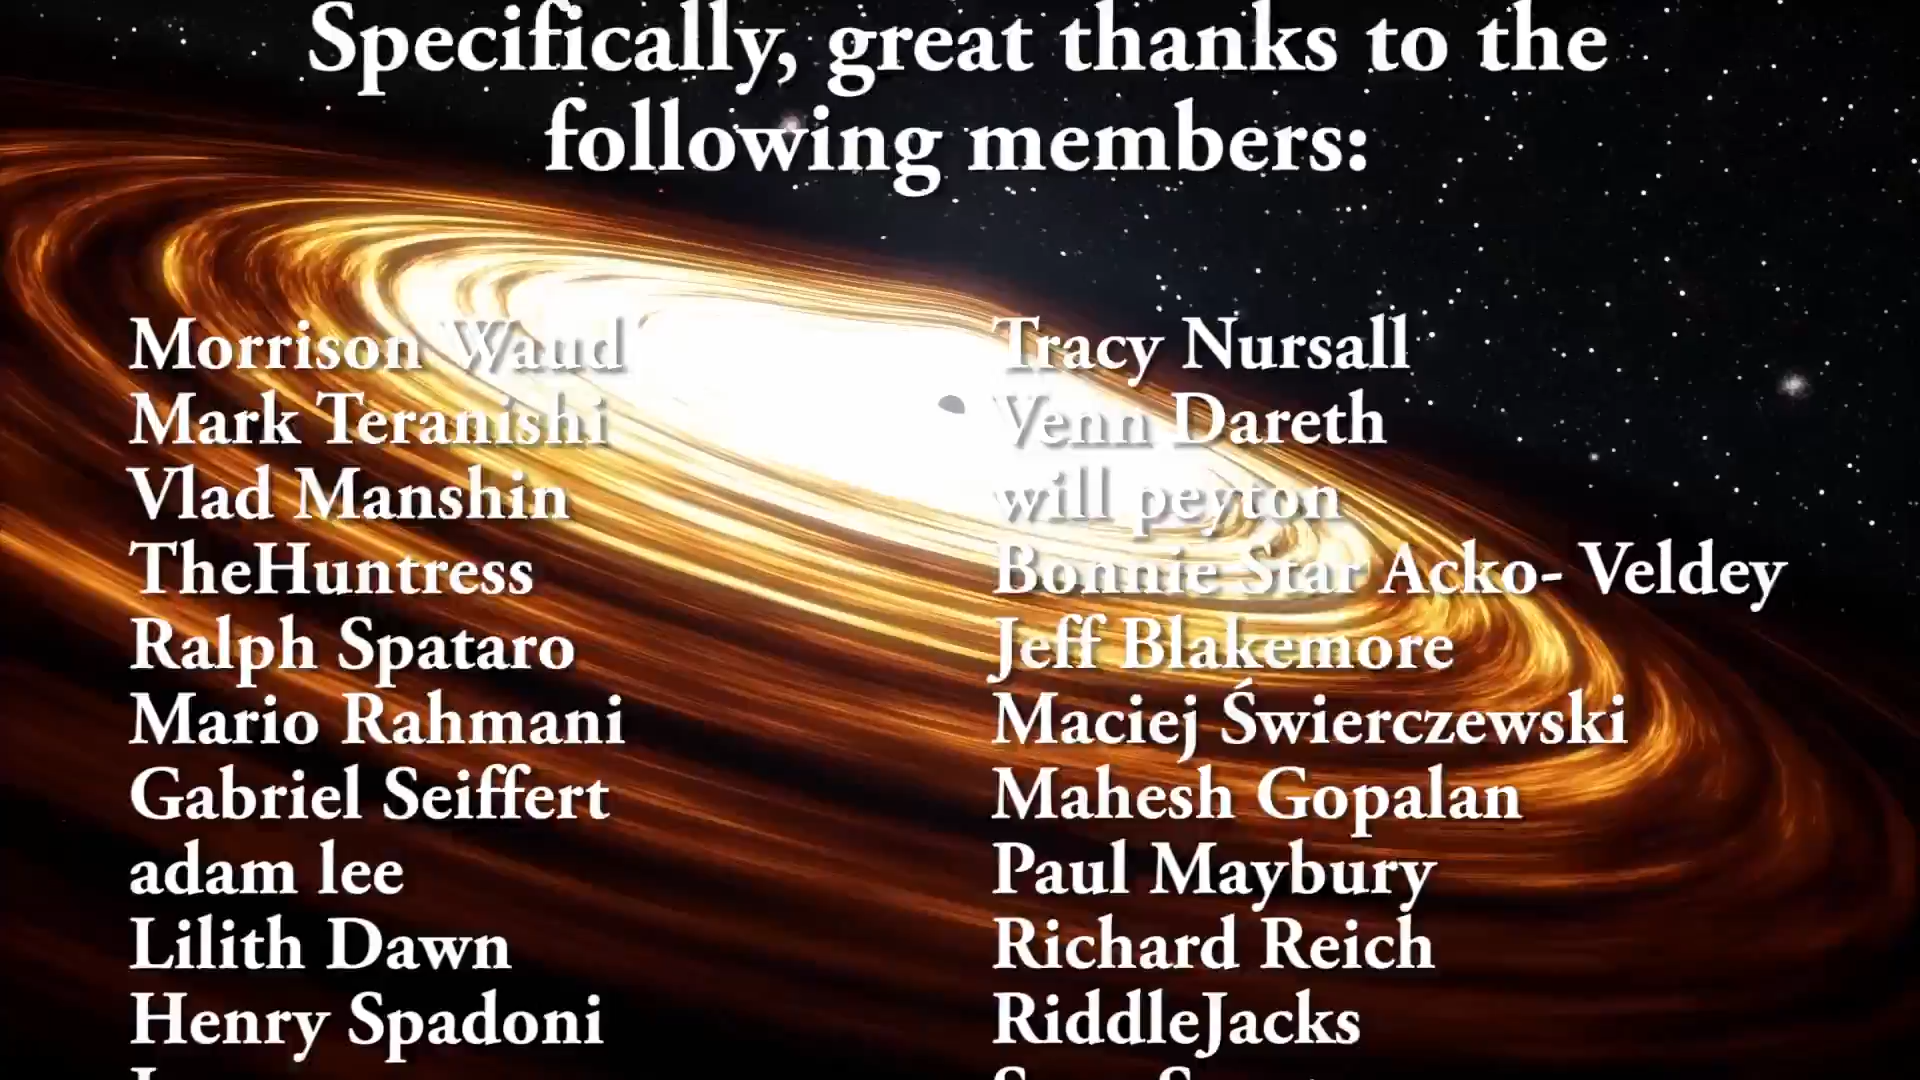 Specifically, great thanks to the
following members:
Morrison Waud
Mark Teranishi
Vlad Manshin
TheHuntress
Ralph Spataro
Mario Rahmani
Gabriel Seiffert
adam lee
Lilith Dawn
Henry Spadoni
Tracy Nursall
Venn Dareth
will peyton
Bonnie Star Acko- Veldey
Jeff Blakemore
Maciej Świerczewski
Mahesh Gopalan
Paul Maybury
Richard Reich
RiddleJacks